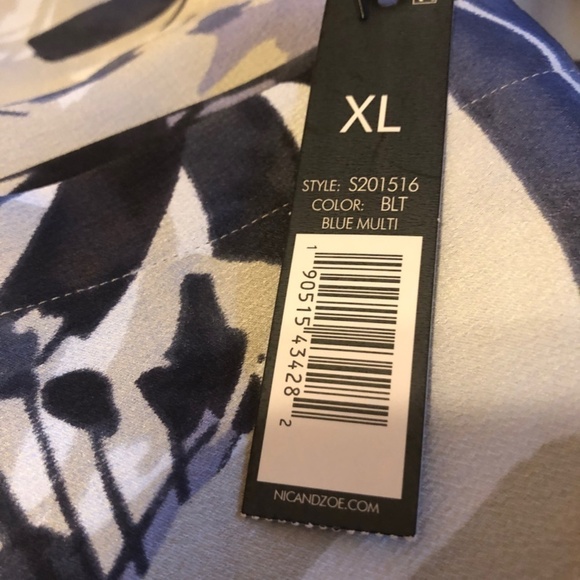 XL
STYLE: S201516
COLOR: BLT
BLUE MULTI
1 90515 43428 2
NICANDZOE.COM